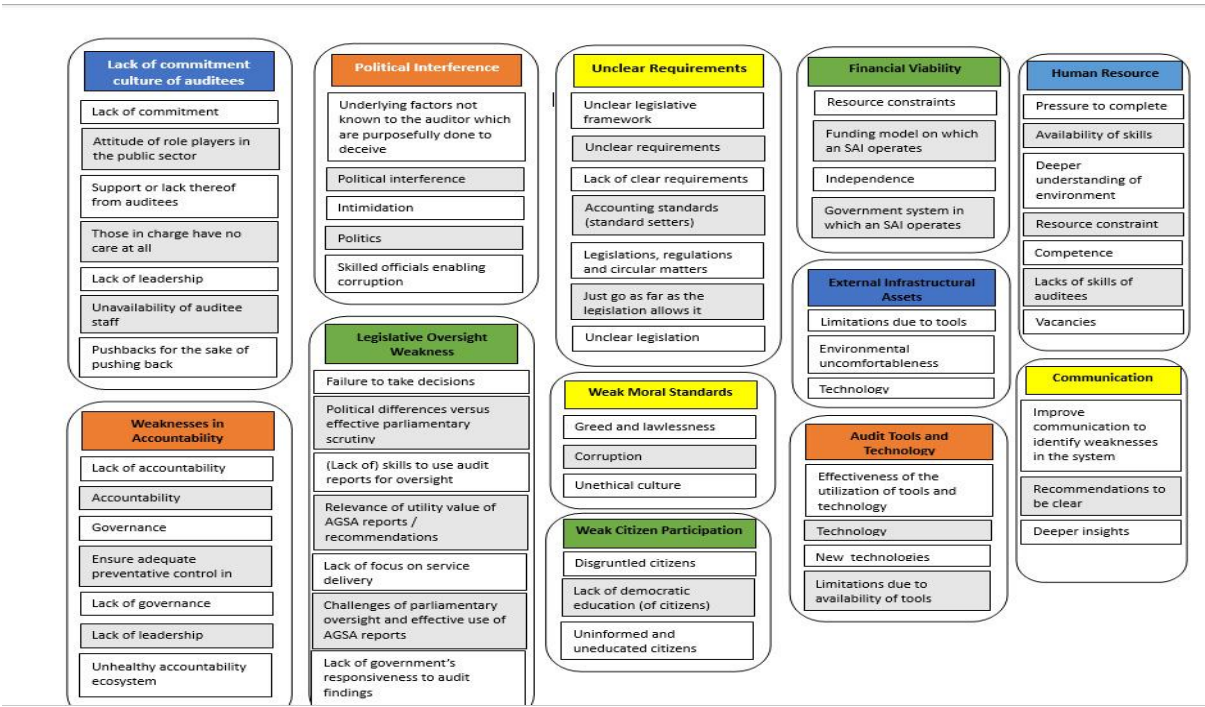 Lack of commitment
culture of auditees
Lack of commitment
Attitude of role players in
the public sector
Support or lack thereof
from auditees
Those in charge have no
care at all
Lack of leadership
Unavailability of auditee
staff
Pushbacks for the sake of
pushing back
Weaknesses in
Accountability
Lack of accountability
Accountability
Governance
Ensure adequate
preventative control in
Lack of governance
Lack of leadership
Unhealthy accountability
ecosystem
Political Interference
Underlying factors not
known to the auditor which
are purposefully done to
deceive
Political interference
Intimidation
Politics
Skilled officials enabling
corruption
Legislative Oversight
Weakness
Failure to take decisions
Political differences versus
effective parliamentary
scrutiny
(Lack of) skills to use audit
reports for oversight
Relevance of utility value of
AGSA reports /
recommendations
Lack of focus on service
delivery
Challenges of parliamentary
oversight and effective use of
AGSA reports
Lack of government's
responsiveness to audit
findings
Unclear Requirements
Unclear legislative
framework
Unclear requirements
Lack of clear requirements
Accounting standards
(standard setters)
Legislations, regulations
and circular matters
Just go as far as the
legislation allows it
Unclear legislation
Weak Moral Standards
Greed and lawlessness
Corruption
Unethical culture
Weak Citizen Participation
Disgruntled citizens
Lack of democratic
education (of citizens)
Uninformed and
uneducated citizens
Financial Viability
Resource constraints
Funding model on which
an SAI operates
Independence
Government system in
which an SAI operates
External Infrastructural
Assets
Limitations due to tools
Environmental
uncomfortableness
Technology
Audit Tools and
Technology
Effectiveness of the
utilization of tools and
technology
Technology
New technologies
Limitations due to
availability of tools
Human Resource
Pressure to complete
Availability of skills
Deeper
understanding of
environment
Resource constraint
Competence
Lacks of skills of
auditees
Vacancies
Communication
Improve
communication to
identify weaknesses
in the system
Recommendations to
be clear
Deeper insights